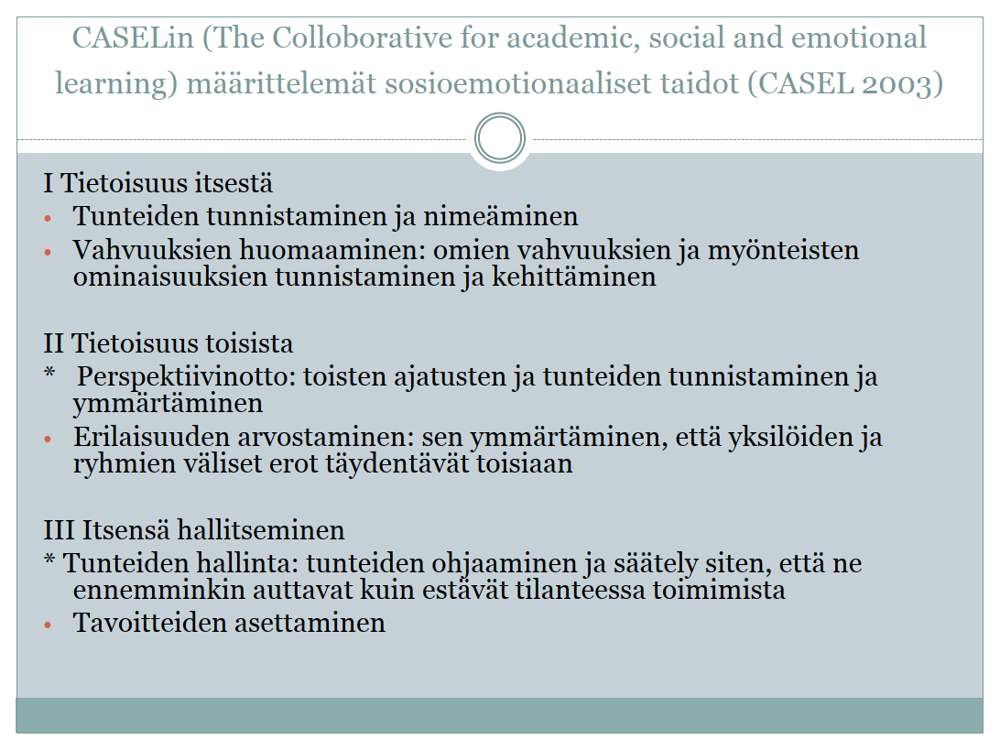 CASELin (The Colloborative for academic, social and emotional
learning) määrittelemät sosioemotionaaliset taidot (CASEL 2003)
I Tietoisuus itsestä
• Tunteiden tunnistaminen ja nimeäminen
• Vahvuuksien huomaaminen: omien vahvuuksien ja myönteisten
ominaisuuksien tunnistaminen ja kehittäminen
II Tietoisuus toisista
* Perspektiivinotto: toisten ajatusten ja tunteiden tunnistaminen ja
ymmärtäminen
• Erilaisuuden arvostaminen: sen ymmärtäminen, että yksilöiden ja
ryhmien väliset erot täydentävät toisiaan
III Itsensä hallitseminen
* Tunteiden hallinta: tunteiden ohjaaminen ja säätely siten, että ne
ennemminkin auttavat kuin estävät tilanteessa toimimista
• Tavoitteiden asettaminen